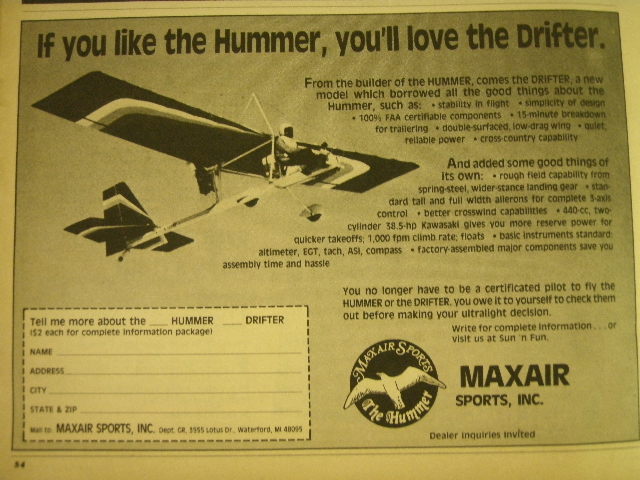 If you like the Hummer, you'll love the Drifter.
From the builder of the HUMMER, comes the DRIFTER, a new
model which borrowed all the good things about the
Hummer, such as: • stability in flight • simplicity of design
• 100% FAA certifiable components • 15-minute breakdown
for trailering • double-surfaced, low-drag wing • quiet,
reliable power • cross-country capability
And added some good things of
its own: • rough field capability from
spring-steel, wider-stance landing gear • stan-
dard tall and full width ailerons for complete 3-axis
control • better crosswind capabilities • 440-cc, two-
cylinder 38.5-hp Kawasaki gives you more reserve power for
quicker takeoffs; 1,000 fpm climb rate; floats • basic instruments standard:
altimeter, EGT, tach, ASI, compass • factory-assembled major components save you
assembly time and hassle
You no longer have to be a certificated pilot to fly the
HUMMER or the DRIFTER, you owe it to yourself to check them
out before making your ultralight decision.
Write for complete information . . . or
visit us at Sun 'n Fun.
Tell me more about the ___ HUMMER ___ DRIFTER
($2 each for complete information package)
NAME
ADDRESS
CITY
STATE & ZIP
Mail to: MAXAIR SPORTS, INC. Dept. GR, 3955 Lotus Dr., Waterford, MI 48095
MAXAIR SPORTS
The Hummer
MAXAIR
SPORTS, INC.
Dealer Inquiries Invited
54